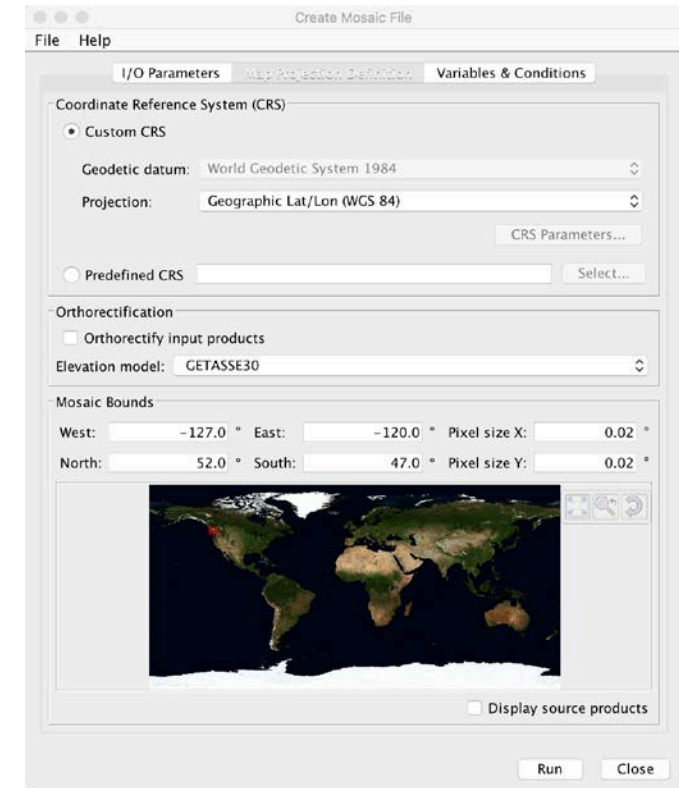 Create Mosaic File
File Help
I/O Parameters Map Projection Definition Variables & Conditions
Coordinate Reference System (CRS)
Custom CRS
Geodetic datum: World Geodetic System 1984
Projection: Geographic Lat/Lon (WGS 84)
CRS Parameters...
Predefined CRS Select...
Orthorectification
Orthorectify input products
Elevation model: GETASSE30
Mosaic Bounds
West: -127.0 ° East: -120.0 ° Pixel size X: 0.02 °
North: 52.0 ° South: 47.0 ° Pixel size Y: 0.02 °
Display source products
Run Close